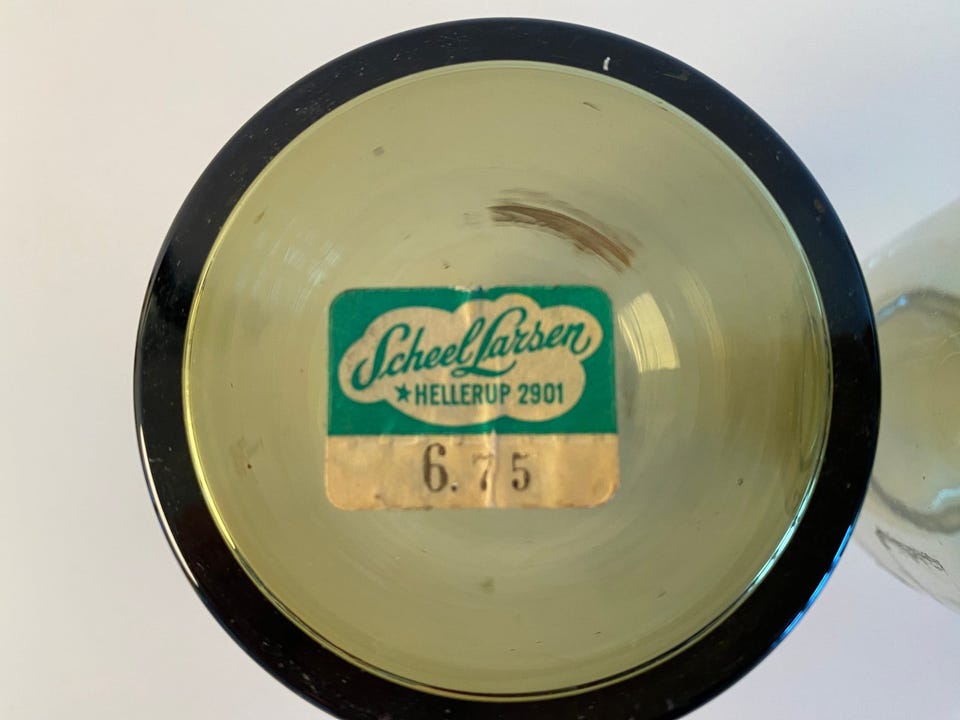 Scheel Larsen
★HELLERUP 2901
6.75